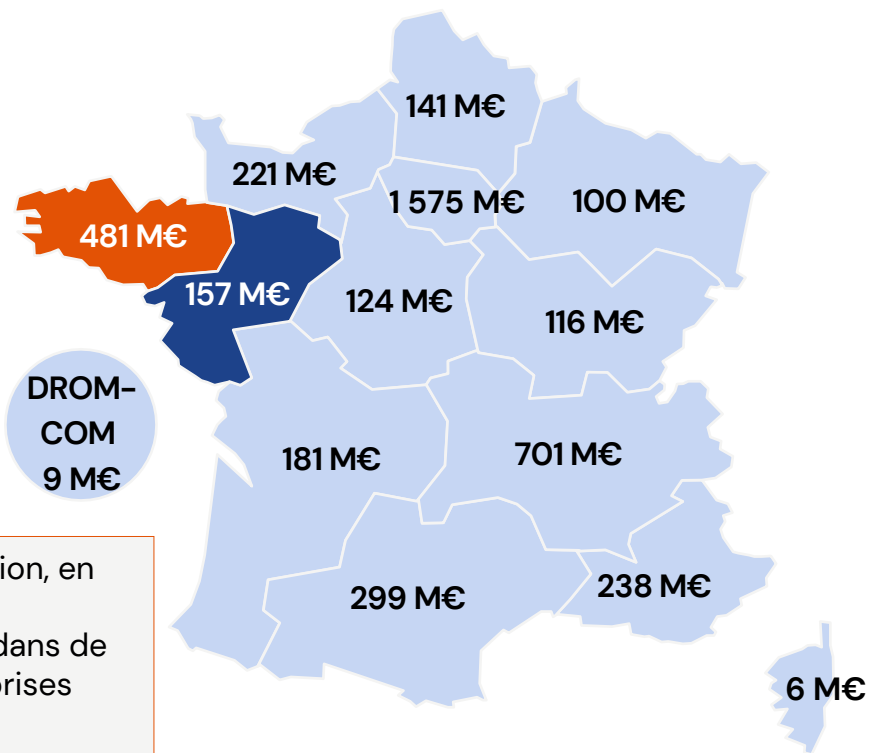 141 M€
221 M€
1 575 M€
100 M€
481 M€
157 M€
124 M€
116 M€
DROM-
COM
9 M€
181 M€
701 M€
299 M€
238 M€
6 M€
ion, en
dans de
prises